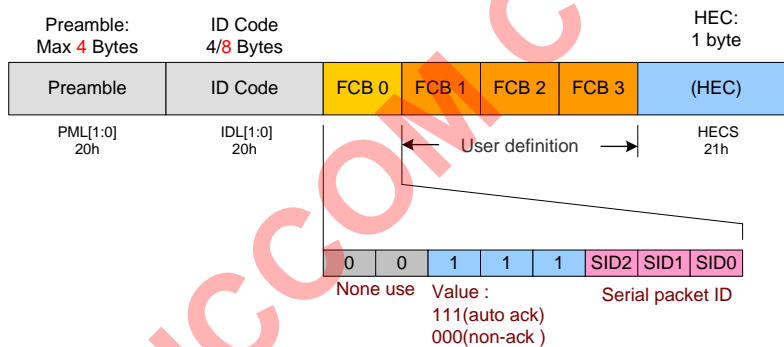 Preamble:
Max 4 Bytes
ID Code
4/8 Bytes
HEC:
1 byte
Preamble
ID Code
FCB 0
FCB 1
FCB 2
FCB 3
(HEC)
PML[1:0]
20h
IDL[1:0]
20h
User definition
HECS
21h
0
0
1
1
1
SID2
SID1
SID0
None use
Value :
111(auto ack)
000(non-ack )
Serial packet ID